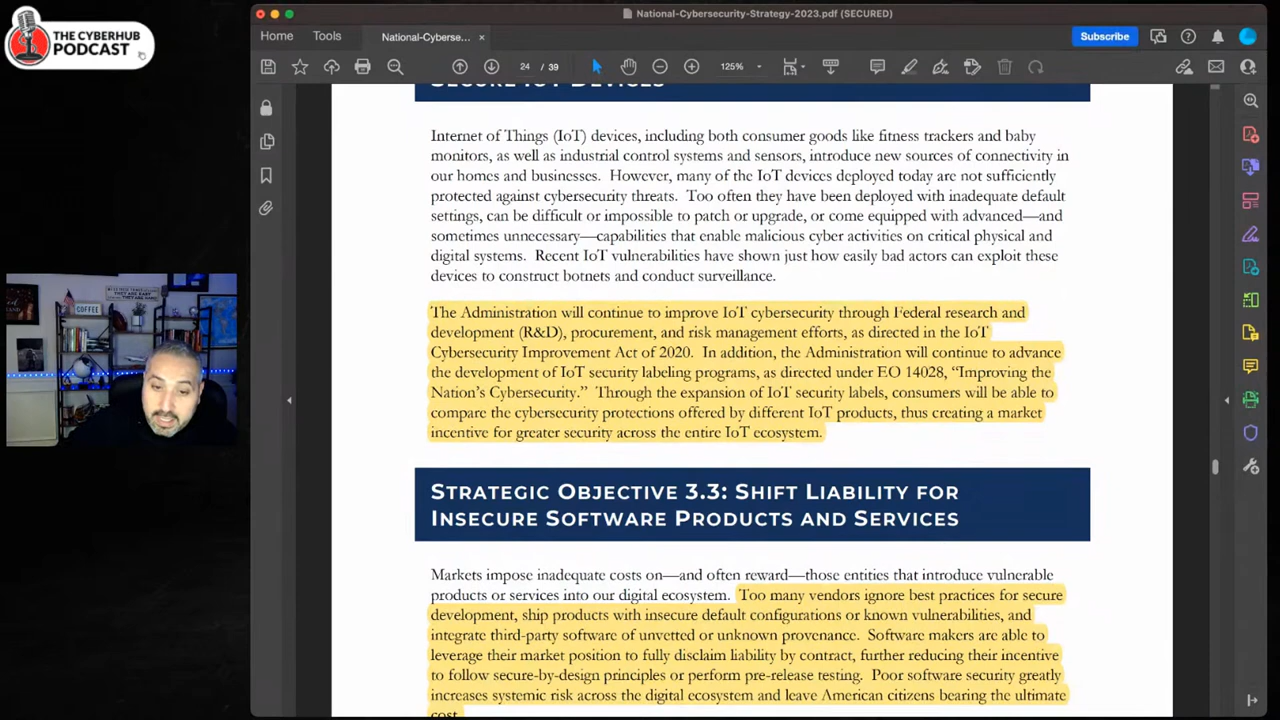 THE CYBERHUB
PODCAST
National-Cybersecurity-Strategy-2023.pdf (SECURED)
Home Tools National-Cyberse... × Subscribe
24 / 39 125%
SECURE IOT DEVICES
Internet of Things (IoT) devices, including both consumer goods like fitness trackers and baby
monitors, as well as industrial control systems and sensors, introduce new sources of connectivity in
our homes and businesses. However, many of the IoT devices deployed today are not sufficiently
protected against cybersecurity threats. Too often they have been deployed with inadequate default
settings, can be difficult or impossible to patch or upgrade, or come equipped with advanced—and
sometimes unnecessary—capabilities that enable malicious cyber activities on critical physical and
digital systems. Recent IoT vulnerabilities have shown just how easily bad actors can exploit these
devices to construct botnets and conduct surveillance.
The Administration will continue to improve IoT cybersecurity through Federal research and
development (R&D), procurement, and risk management efforts, as directed in the IoT
Cybersecurity Improvement Act of 2020. In addition, the Administration will continue to advance
the development of IoT security labeling programs, as directed under EO 14028, “Improving the
Nation’s Cybersecurity.” Through the expansion of IoT security labels, consumers will be able to
compare the cybersecurity protections offered by different IoT products, thus creating a market
incentive for greater security across the entire IoT ecosystem.
STRATEGIC OBJECTIVE 3.3: SHIFT LIABILITY FOR
INSECURE SOFTWARE PRODUCTS AND SERVICES
Markets impose inadequate costs on—and often reward—those entities that introduce vulnerable
products or services into our digital ecosystem. Too many vendors ignore best practices for secure
development, ship products with insecure default configurations or known vulnerabilities, and
integrate third-party software of unvetted or unknown provenance. Software makers are able to
leverage their market position to fully disclaim liability by contract, further reducing their incentive
to follow secure-by-design principles or perform pre-release testing. Poor software security greatly
increases systemic risk across the digital ecosystem and leave American citizens bearing the ultimate
cost.
COFFEE